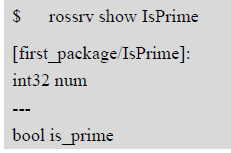 $ rossrv show IsPrime
[first_package/IsPrime]:
int32 num
---
bool is_prime